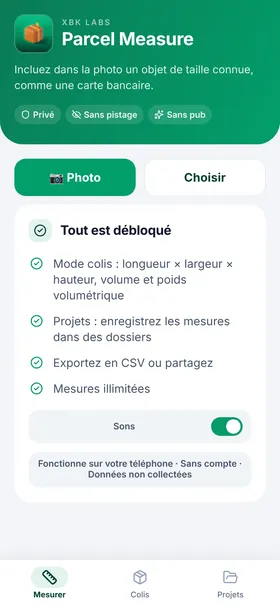 XBK LABS
Parcel Measure
Incluez dans la photo un objet de taille connue,
comme une carte bancaire.
Privé
Sans pistage
Sans pub
📷 Photo
Choisir
Tout est débloqué
Mode colis : longueur × largeur ×
hauteur, volume et poids
volumétrique
Projets : enregistrez les mesures
dans des dossiers
Exportez en CSV ou partagez
Mesures illimitées
Sons
Fonctionne sur votre téléphone · Sans compte ·
Données non collectées
Mesurer
Colis
Projets